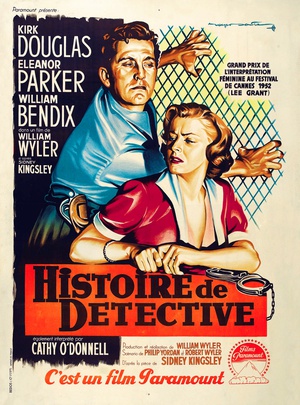 Paramount présente
KIRK
DOUGLAS
ELEANOR
PARKER
WILLIAM
BENDIX
dans un film de
WILLIAM
WYLER
SIDNEY
KINGSLEY
GRAND PRIX DE
L'INTERPRÉTATION
FÉMININE AU FESTIVAL
DE CANNES 1952
(LEE GRANT)
HISTOIRE de
DÉTECTIVE
également interprété par
CATHY O'DONNELL
Production et réalisation de WILLIAM WYLER
Scénario de PHILIP YORDAN et ROBERT WYLER
D'après la pièce de SIDNEY KINGSLEY
C'est un film Paramount
Films
Paramount